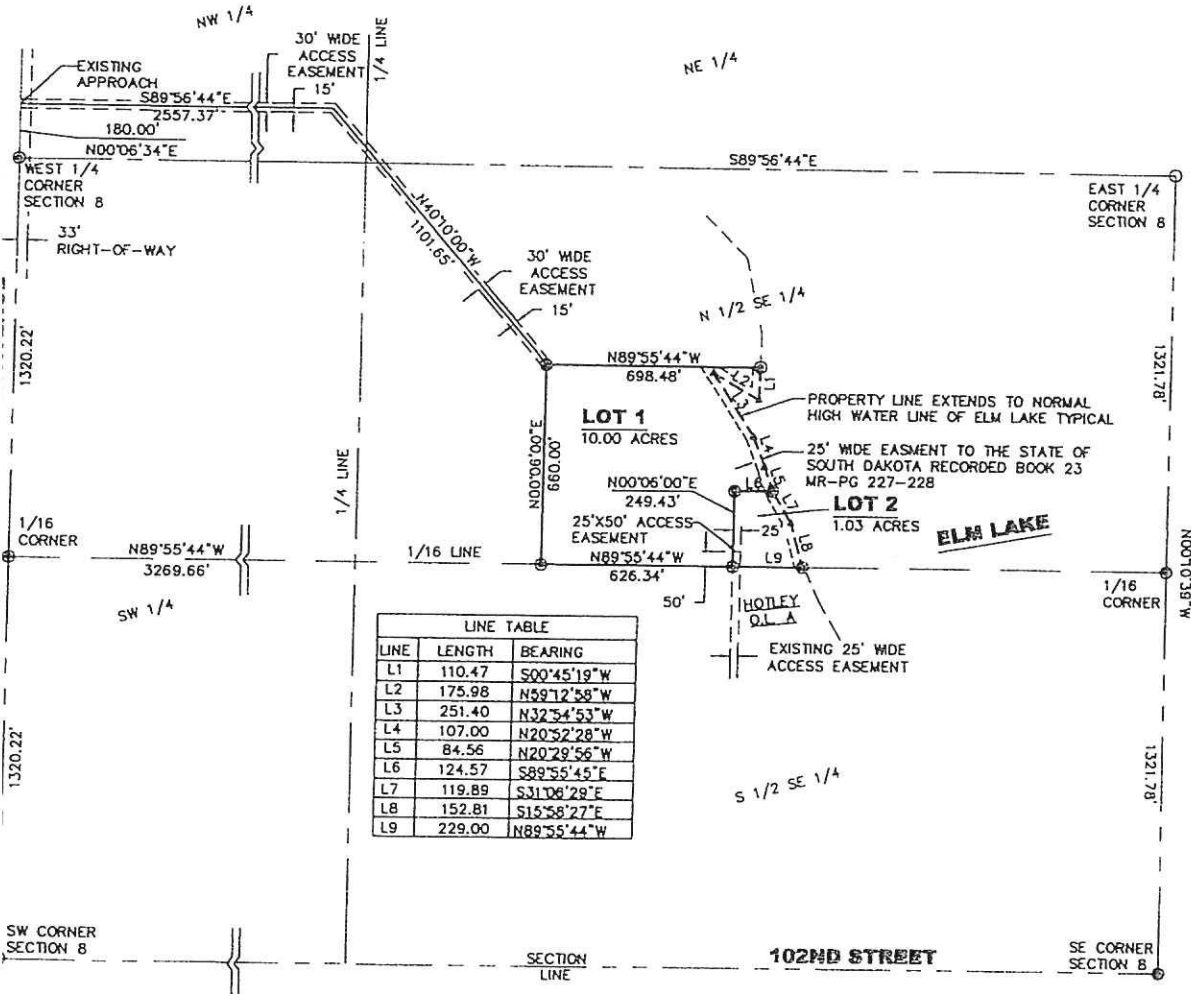 NW 1/4
1/4 LINE
30' WIDE
ACCESS
EASEMENT
15'
NE 1/4
EXISTING
APPROACH
S89°56'44"E
2557.37'
180.00'
N00°06'34"E
S89°56'44"E
WEST 1/4
CORNER
SECTION 8
EAST 1/4
CORNER
SECTION 8
33'
RIGHT-OF-WAY
N40°10'00"W
1101.65'
30' WIDE
ACCESS
EASEMENT
15'
N 1/2 SE 1/4
1320.22'
1321.78'
N89°55'44"W
698.48'
L1
L2
L3
PROPERTY LINE EXTENDS TO NORMAL
HIGH WATER LINE OF ELM LAKE TYPICAL
LOT 1
10.00 ACRES
N00°06'00"E
660.00'
L4
25' WIDE EASMENT TO THE STATE OF
SOUTH DAKOTA RECORDED BOOK 23
MR-PG 227-228
L5
L6
L7
N00°06'00"E
249.43'
LOT 2
1.03 ACRES
25'X50' ACCESS
EASEMENT
25'
L8
L9
ELM LAKE
1/4 LINE
1/16
CORNER
N89°55'44"W
3269.66'
1/16 LINE
N89°55'44"W
626.34'
50'
1/16
CORNER
N00°10'39"W
SW 1/4
HOTLEY
O.L. A
EXISTING 25' WIDE
ACCESS EASEMENT
LINE TABLE
LINE LENGTH BEARING
L1 110.47 S00°45'19"W
L2 175.98 N59°12'58"W
L3 251.40 N32°54'53"W
L4 107.00 N20°52'28"W
L5 84.56 N20°29'56"W
L6 124.57 S89°55'45"E
L7 119.89 S31°06'29"E
L8 152.81 S15°58'27"E
L9 229.00 N89°55'44"W
1320.22'
S 1/2 SE 1/4
1321.78'
SW CORNER
SECTION 8
SECTION
LINE
102ND STREET
SE CORNER
SECTION 8